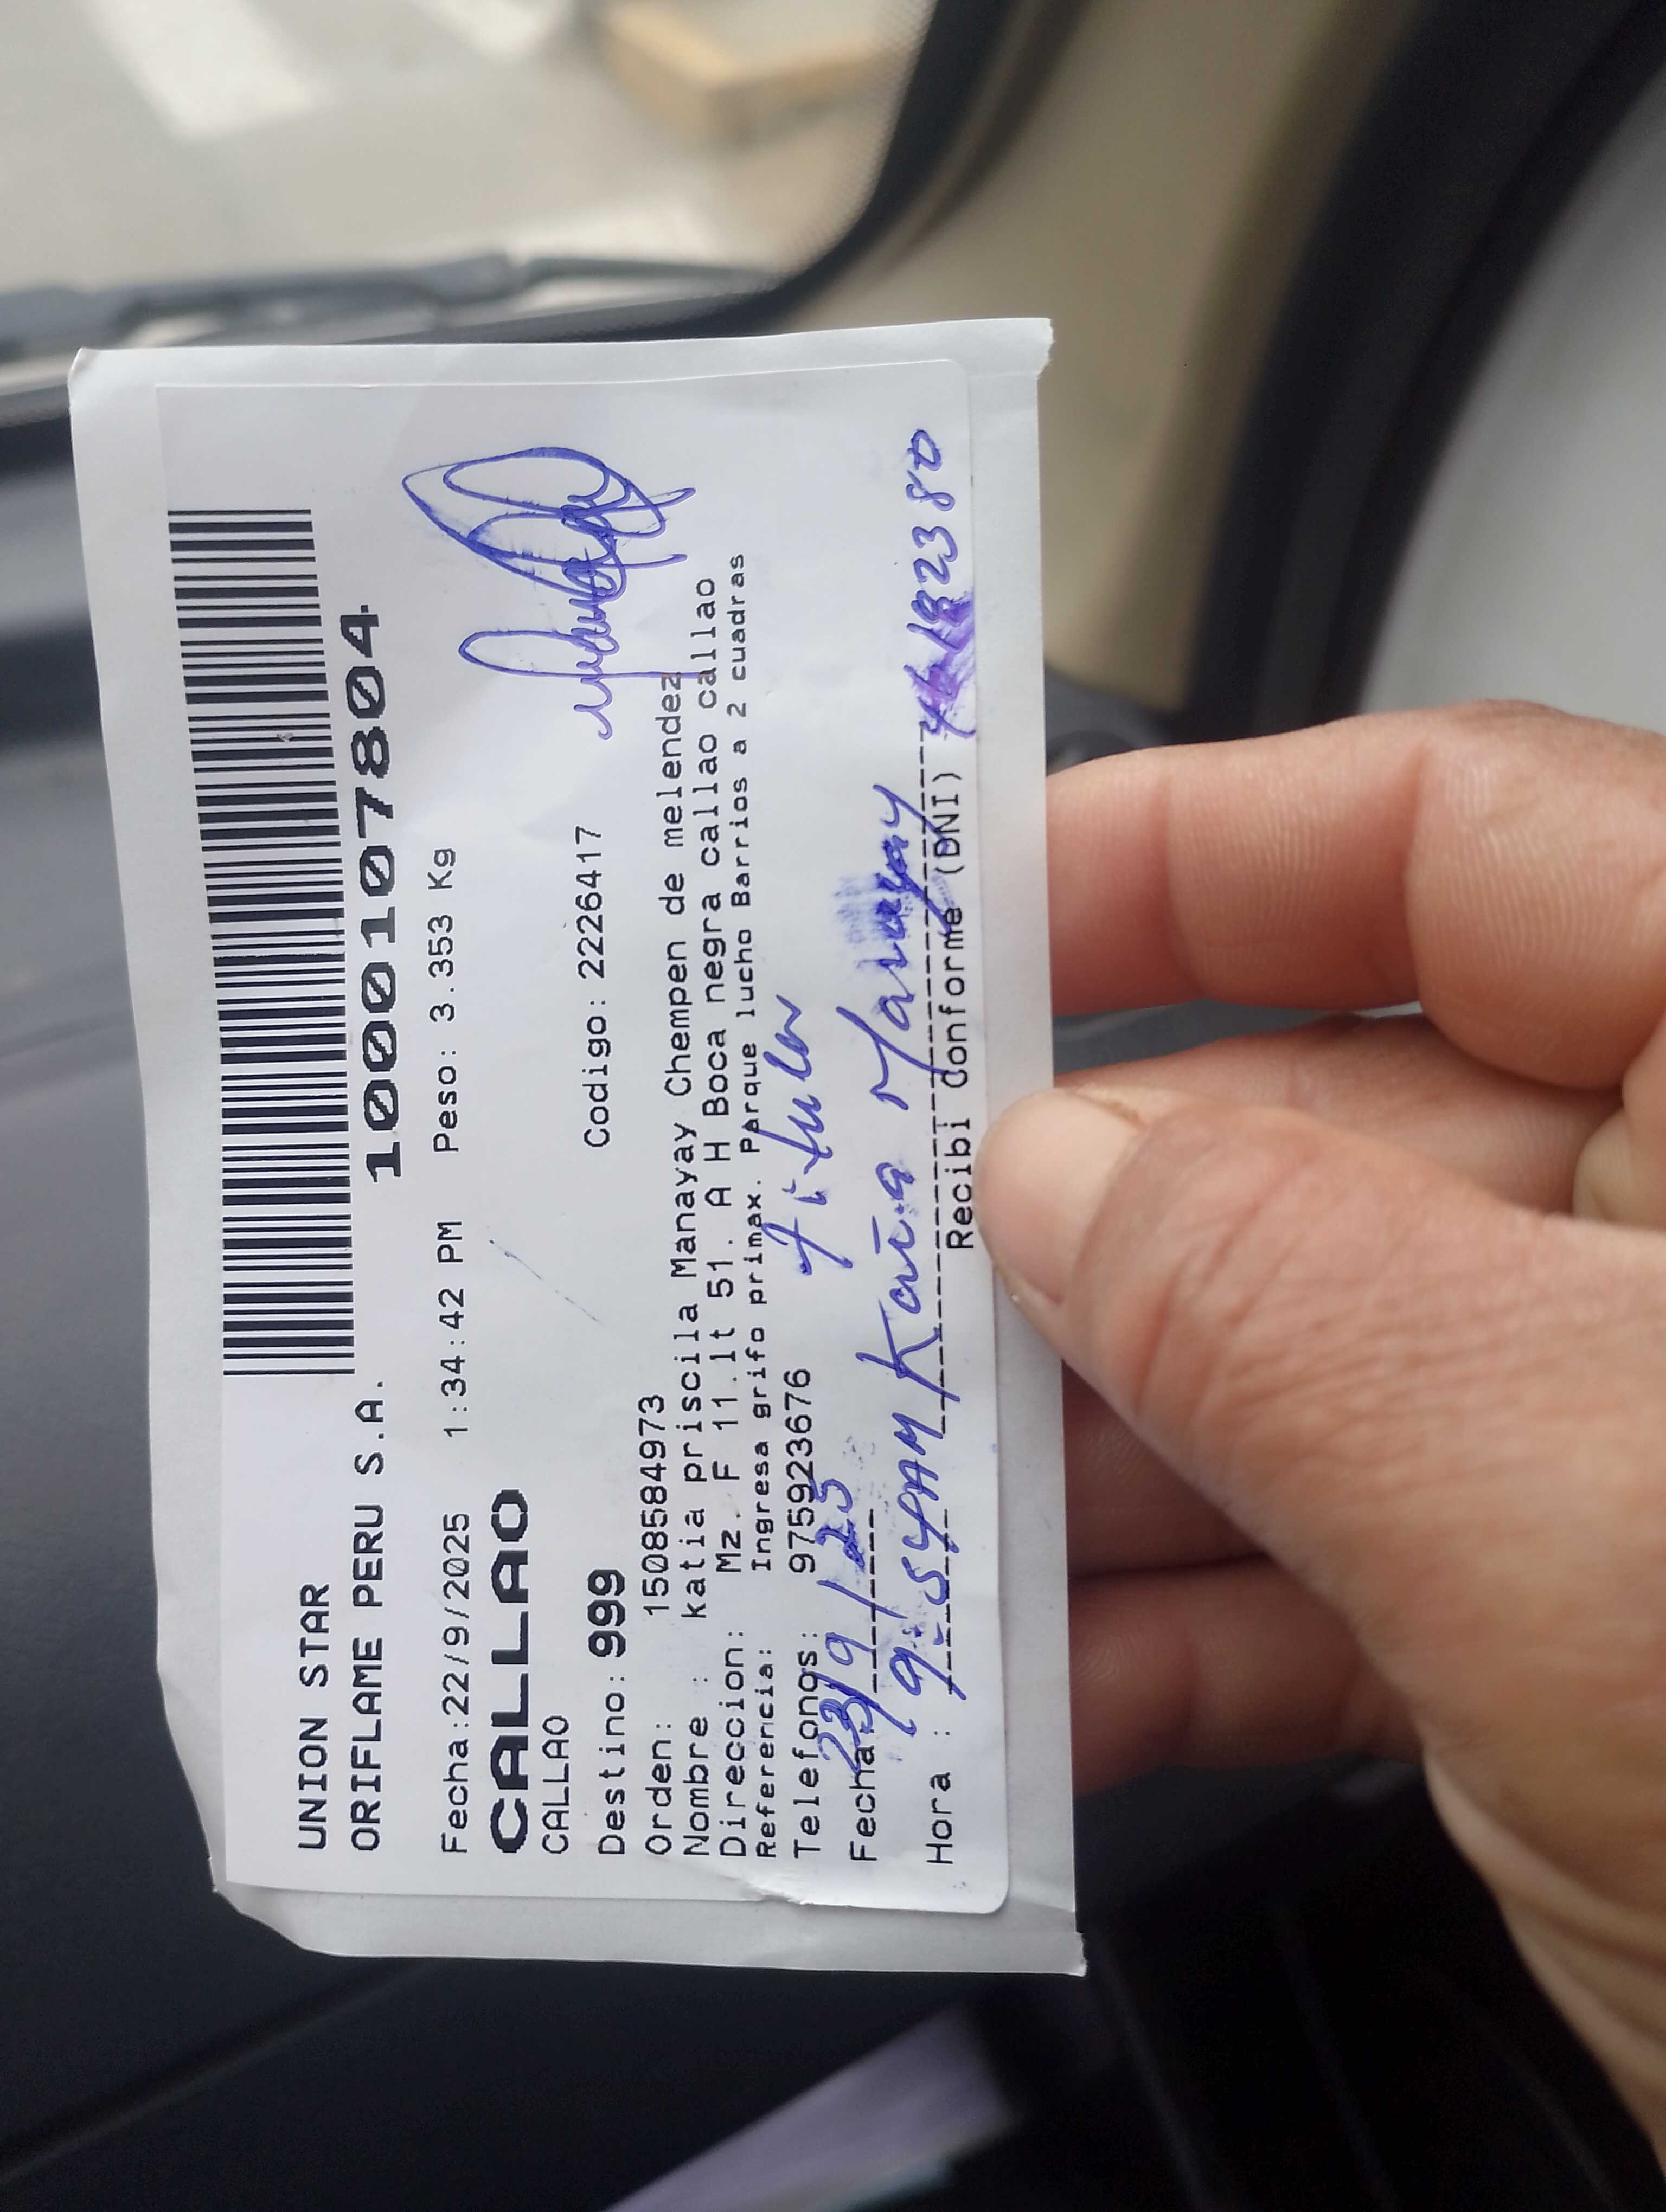 UNION STAR
ORIFLAME PERU S.A. 1000107804
Fecha:22/9/2025 1:34:42 PM Peso: 3.353 Kg
CALLAO
CALLAO
Destino: 999 Codigo: 2226417
Orden: 1508584973
Nombre : katia priscila Manayay Chempen de melendez
Direccion: Mz. F 11.lt 51. A H Boca negra callao callao
Referencia: Ingresa grifo primax. Parque lucho Barrios a 2 cuadras
Telefonos: 975923676 Titular
Fecha: 23/9/25
Hora : 9:54AM Katia Manayay
Recibi Conforme (DNI)